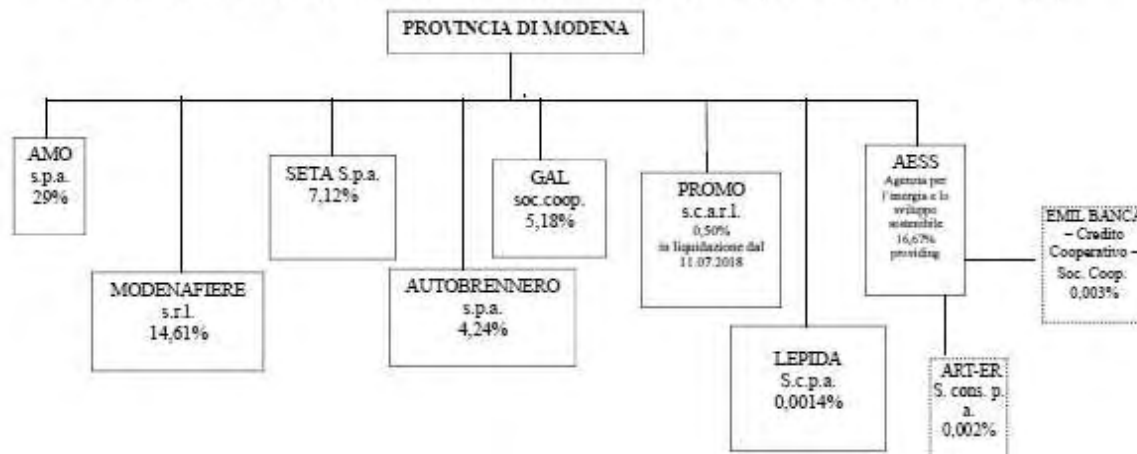 PROVINCIA DI MODENA
AMO
s.p.a.
29%
MODENAFIERE
s.r.l.
14,61%
SETA S.p.a.
7,12%
AUTOBRENNERO
s.p.a.
4,24%
GAL
soc.coop.
5,18%
PROMO
s.c.a.r.l.
0,50%
in liquidazione dal
11.07.2018
LEPIDA
S.c.p.a.
0,0014%
AESS
Agenzia per
l'energia e lo
sviluppo
sostenibile
16,67%
providing
EMIL BANCA
– Credito
Cooperativo –
Soc. Coop.
0,003%
ART-ER
S. cons. p.
a.
0,002%